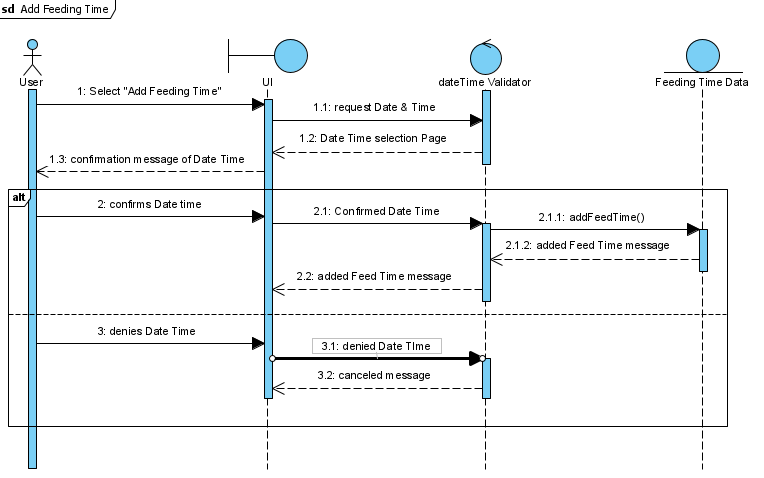 sd Add Feeding Time
User
UI
dateTime Validator
Feeding Time Data
1: Select "Add Feeding Time"
1.1: request Date & Time
1.2: Date Time selection Page
1.3: confirmation message of Date Time
alt
2: confirms Date time
2.1: Confirmed Date Time
2.1.1: addFeedTime()
2.1.2: added Feed Time message
2.2: added Feed Time message
3: denies Date Time
3.1: denied Date TIme
3.2: canceled message